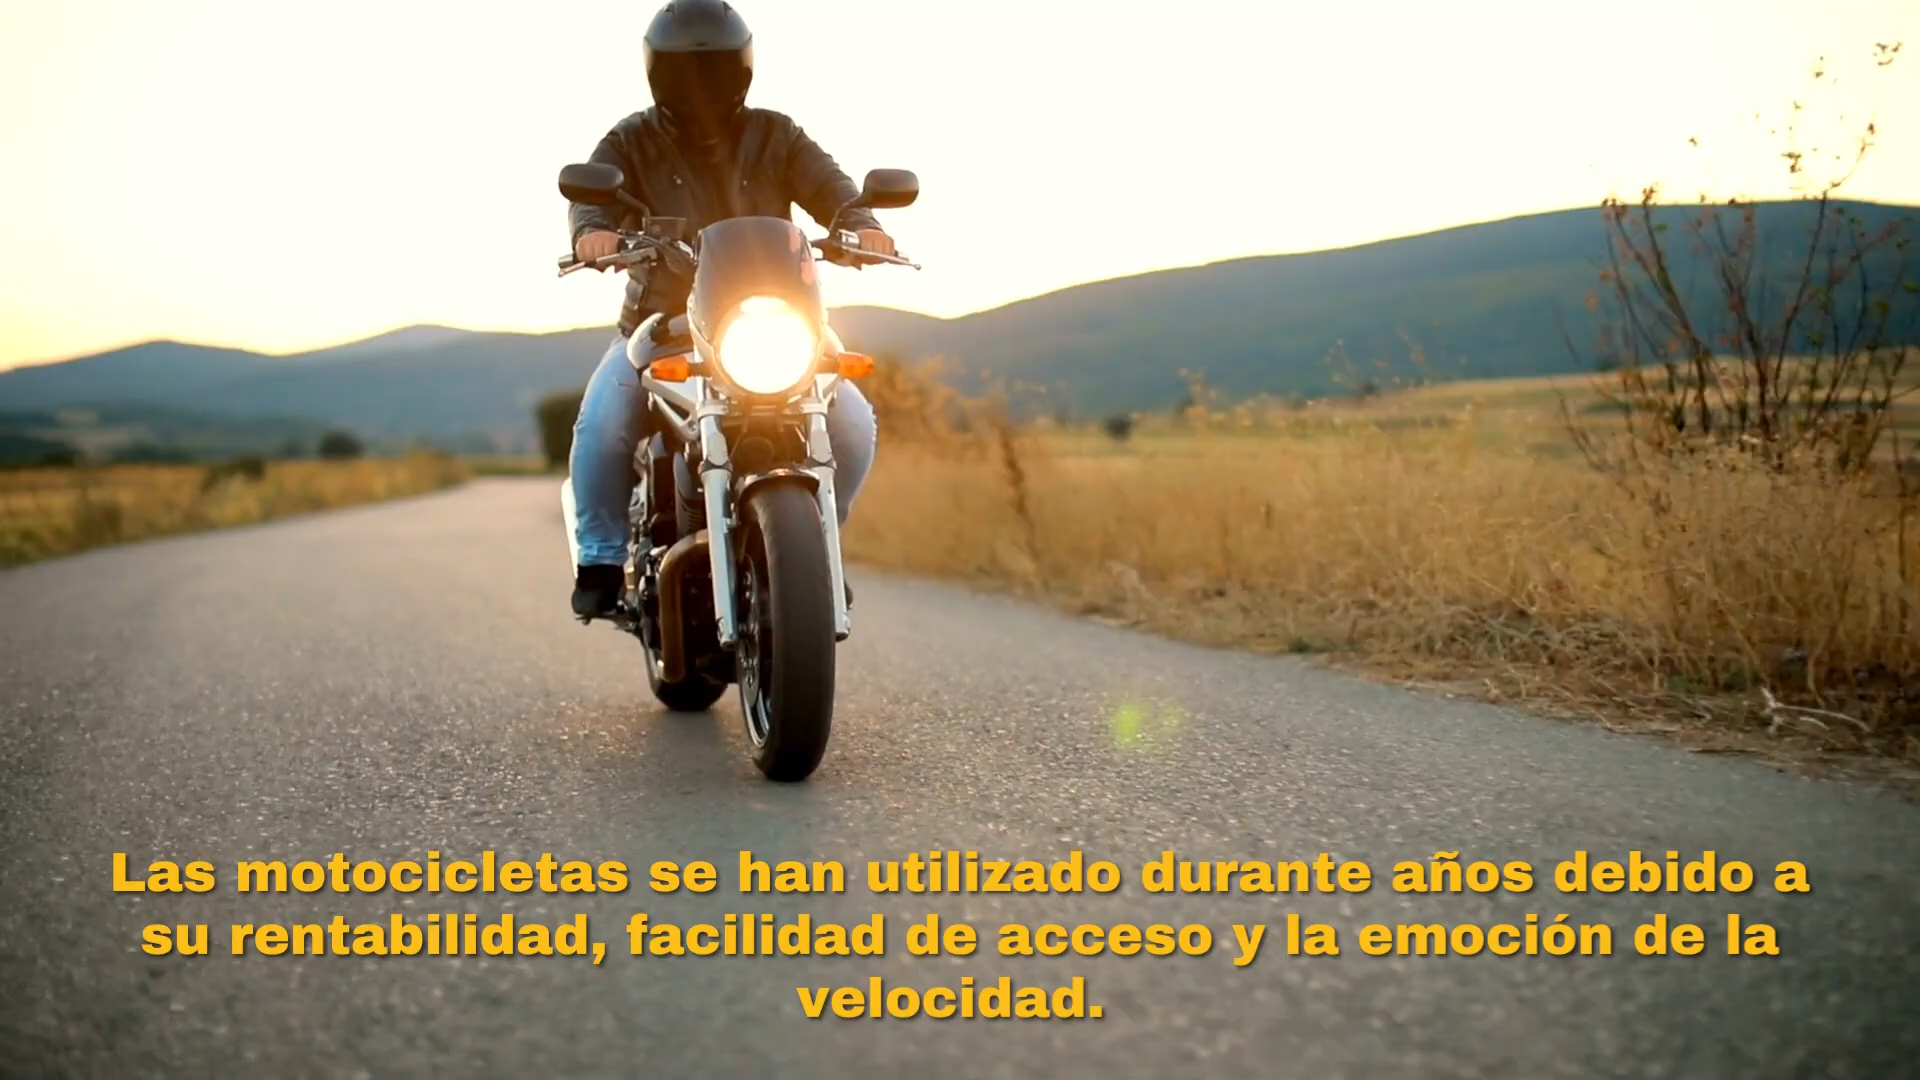 Las motocicletas se han utilizado durante años debido a
su rentabilidad, facilidad de acceso y la emoción de la
velocidad.